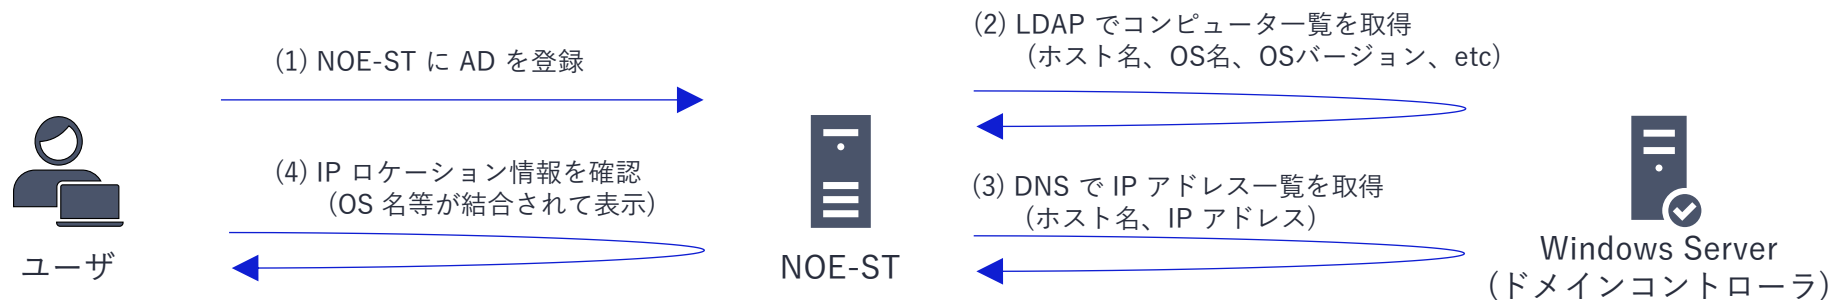 (1) NOE-ST に AD を登録
(2) LDAP でコンピュータ一覧を取得
(ホスト名、OS名、OSバージョン、etc)
(4) IP ロケーション情報を確認
(OS 名等が結合されて表示)
(3) DNS で IP アドレス一覧を取得
(ホスト名、IP アドレス)
ユーザ
NOE-ST
Windows Server
(ドメインコントローラ)